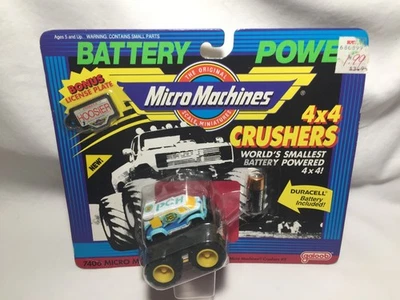 Ages 5 and Up. WARNING: CONTAINS SMALL PARTS.
BATTERY POWER
BONUS
LICENSE PLATE
HOOSIER
NEW!
THE ORIGINAL
Micro Machines
SCALE MINIATURES
4x4
CRUSHERS
WORLD'S SMALLEST
BATTERY POWERED
4x4!
DURACELL
Battery
Included!
PCH
7406 MICRO M
galoob